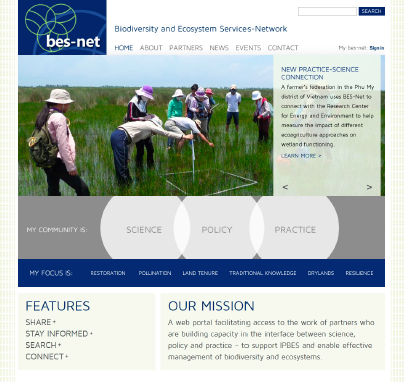 SEARCH
bes-net
Biodiversity and Ecosystem Services-Network
HOME ABOUT PARTNERS NEWS EVENTS CONTACT
My bes-net Sign in
NEW PRACTICE-SCIENCE
CONNECTION
A farmer's federation in the Phu My
district of Vietnam uses BES-Net to
connect with the Research Center
for Energy and Environment to help
measure the impact of different
ecoagriculture approaches on
wetland functioning.
LEARN MORE >
< >
MY COMMUNITY IS: SCIENCE POLICY PRACTICE
MY FOCUS IS: RESTORATION POLLINATION LAND TENURE TRADITIONAL KNOWLEDGE DRYLANDS RESILIENCE
FEATURES
SHARE +
STAY INFORMED +
SEARCH +
CONNECT +
OUR MISSION
A web portal facilitating access to the work of partners who
are building capacity in the interface between science,
policy and practice – to support IPBES and enable effective
management of biodiversity and ecosystems.